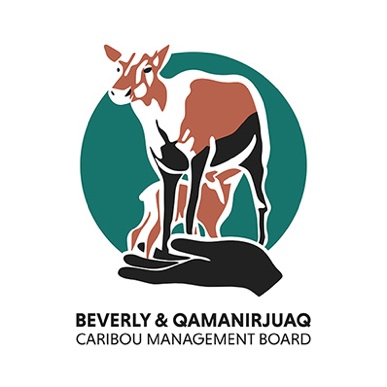 BEVERLY & QAMANIRJUAQ
CARIBOU MANAGEMENT BOARD